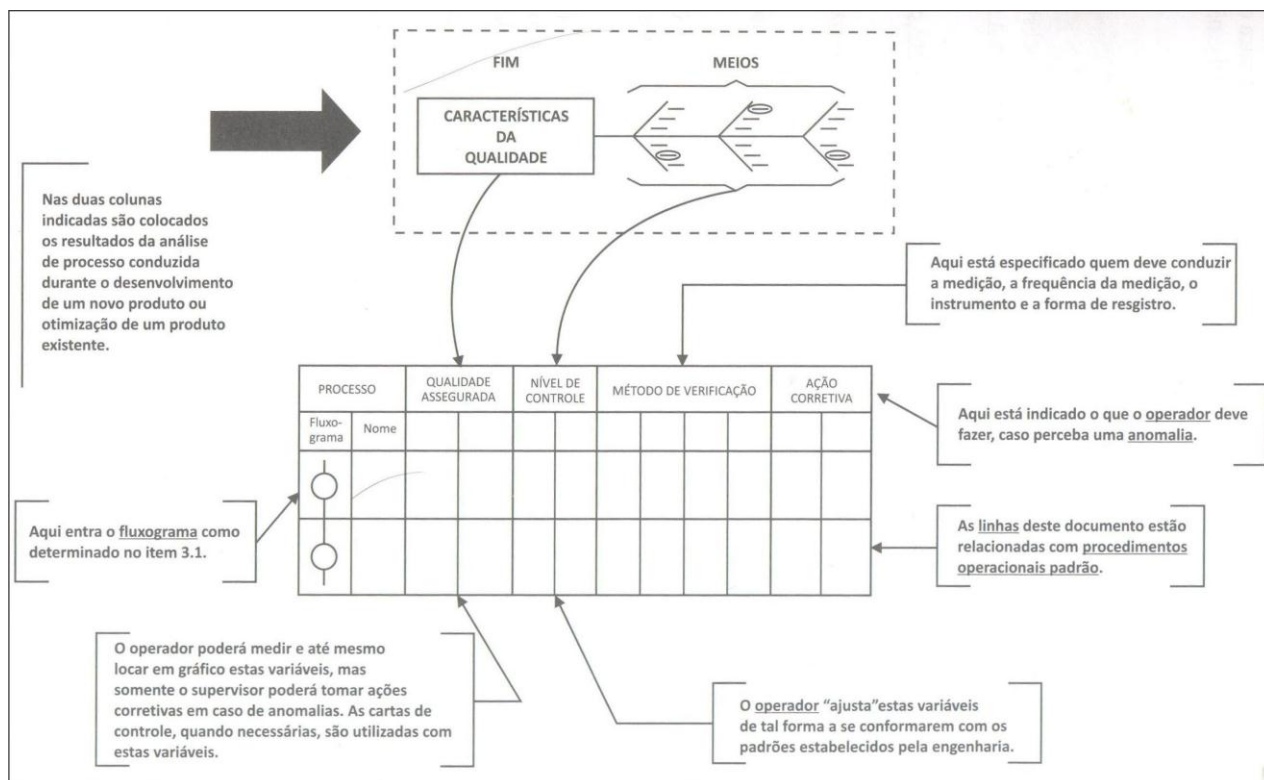 FIM
MEIOS
CARACTERÍSTICAS
DA
QUALIDADE
Nas duas colunas
indicadas são colocados
os resultados da análise
de processo conduzida
durante o desenvolvimento
de um novo produto ou
otimização de um produto
existente.
Aqui está especificado quem deve conduzir
a medição, a frequência da medição, o
instrumento e a forma de resgistro.
PROCESSO
QUALIDADE
ASSEGURADA
NÍVEL DE
CONTROLE
MÉTODO DE VERIFICAÇÃO
AÇÃO
CORRETIVA
Fluxo-
grama
Nome
Aqui está indicado o que o operador deve
fazer, caso perceba uma anomalia.
Aqui entra o fluxograma como
determinado no item 3.1.
As linhas deste documento estão
relacionadas com procedimentos
operacionais padrão.
O operador poderá medir e até mesmo
locar em gráfico estas variáveis, mas
somente o supervisor poderá tomar ações
corretivas em caso de anomalias. As cartas de
controle, quando necessárias, são utilizadas com
estas variáveis.
O operador “ajusta”estas variáveis
de tal forma a se conformarem com os
padrões estabelecidos pela engenharia.